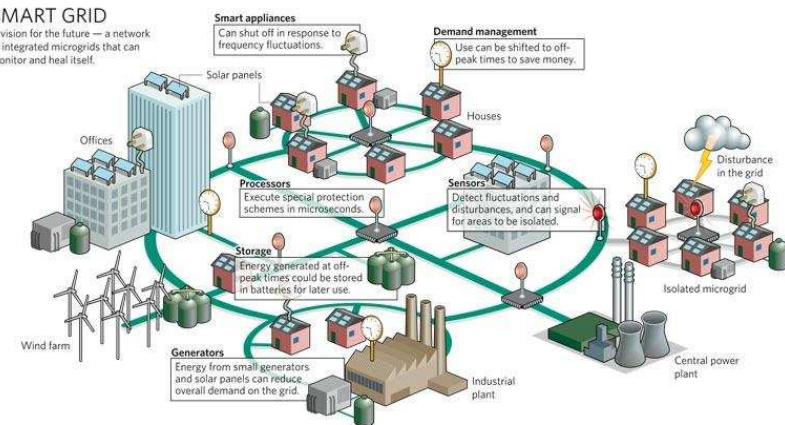 MART GRID
vision for the future — a network
integrated microgrids that can
onitor and heal itself.
Smart appliances
Can shut off in response to
frequency fluctuations.
Demand management
Use can be shifted to off-
peak times to save money.
Solar panels
Houses
Offices
Disturbance
in the grid
Processors
Execute special protection
schemes in microseconds.
Sensors
Detect fluctuations and
disturbances, and can signal
for areas to be isolated.
Storage
Energy generated at off-
peak times could be stored
in batteries for later use.
Isolated microgrid
Wind farm
Generators
Energy from small generators
and solar panels can reduce
overall demand on the grid.
Industrial
plant
Central power
plant